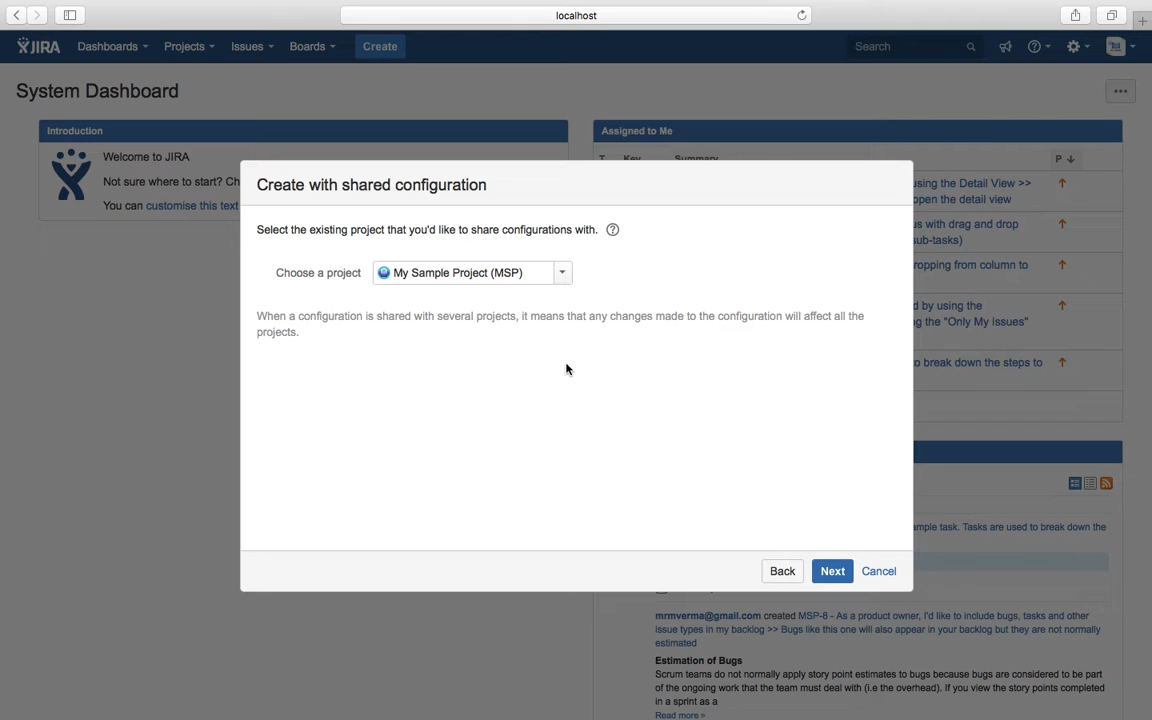 localhost
JIRA Dashboards Projects Issues Boards Create Search
System Dashboard
Introduction
Welcome to JIRA
Not sure where to start? Ch
You can customise this text
Assigned to Me
T Key Summary P
using the Detail View >>
open the detail view
us with drag and drop
sub-tasks)
ropping from column to
d by using the
g the "Only My Issues"
to break down the steps to
Create with shared configuration
Select the existing project that you'd like to share configurations with.
Choose a project My Sample Project (MSP)
When a configuration is shared with several projects, it means that any changes made to the configuration will affect all the
projects.
Back Next Cancel
ample task. Tasks are used to break down the
mrmverma@gmail.com created MSP-8 - As a product owner, I'd like to include bugs, tasks and other
issue types in my backlog >> Bugs like this one will also appear in your backlog but they are not normally
estimated
Estimation of Bugs
Scrum teams do not normally apply story point estimates to bugs because bugs are considered to be part
of the ongoing work that the team must deal with (i.e the overhead). If you view the story points completed
in a sprint as a
Read more »